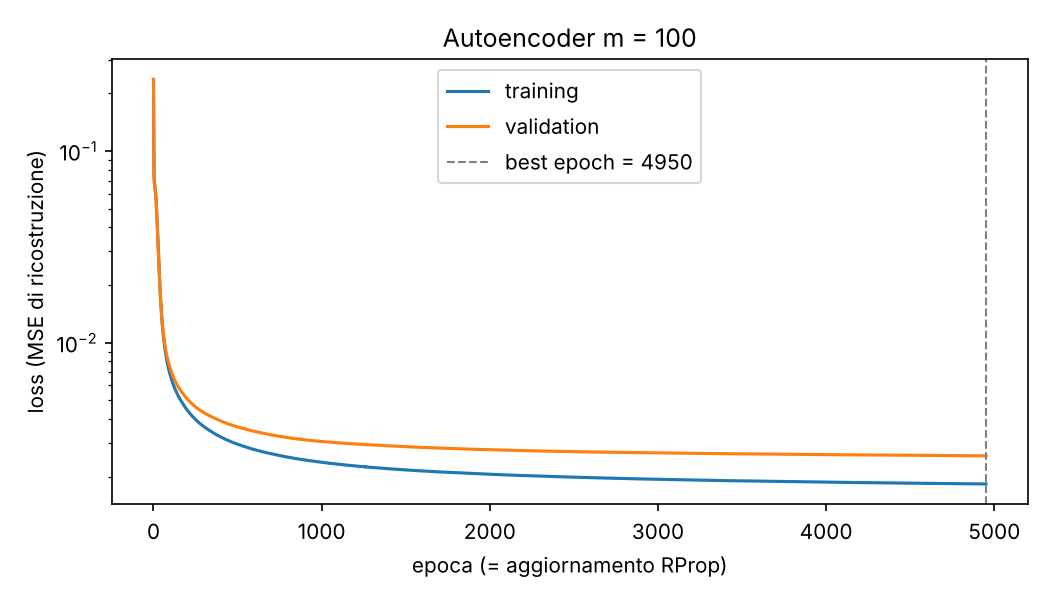 Autoencoder m = 100
training
validation
best epoch = 4950
loss (MSE di ricostruzione)
10⁻¹
10⁻²
0 1000 2000 3000 4000 5000
epoca (= aggiornamento RProp)